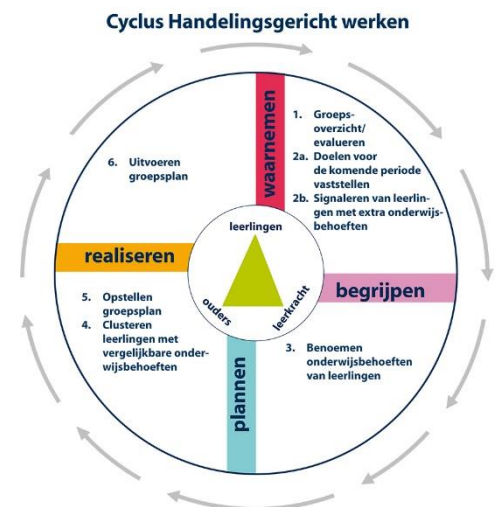 Cyclus Handelingsgericht werken
waarnemen
1. Groeps-
overzicht/
evalueren
2a. Doelen voor
de komende periode
vaststellen
2b. Signaleren van leerlin-
gen met extra onderwijs-
behoeften
begrijpen
3. Benoemen
onderwijsbehoeften
van leerlingen
plannen
5. Opstellen
groepsplan
4. Clusteren
leerlingen met
vergelijkbare onder-
wijsbehoeften
realiseren
6. Uitvoeren
groepsplan
leerlingen
ouders
leerkracht